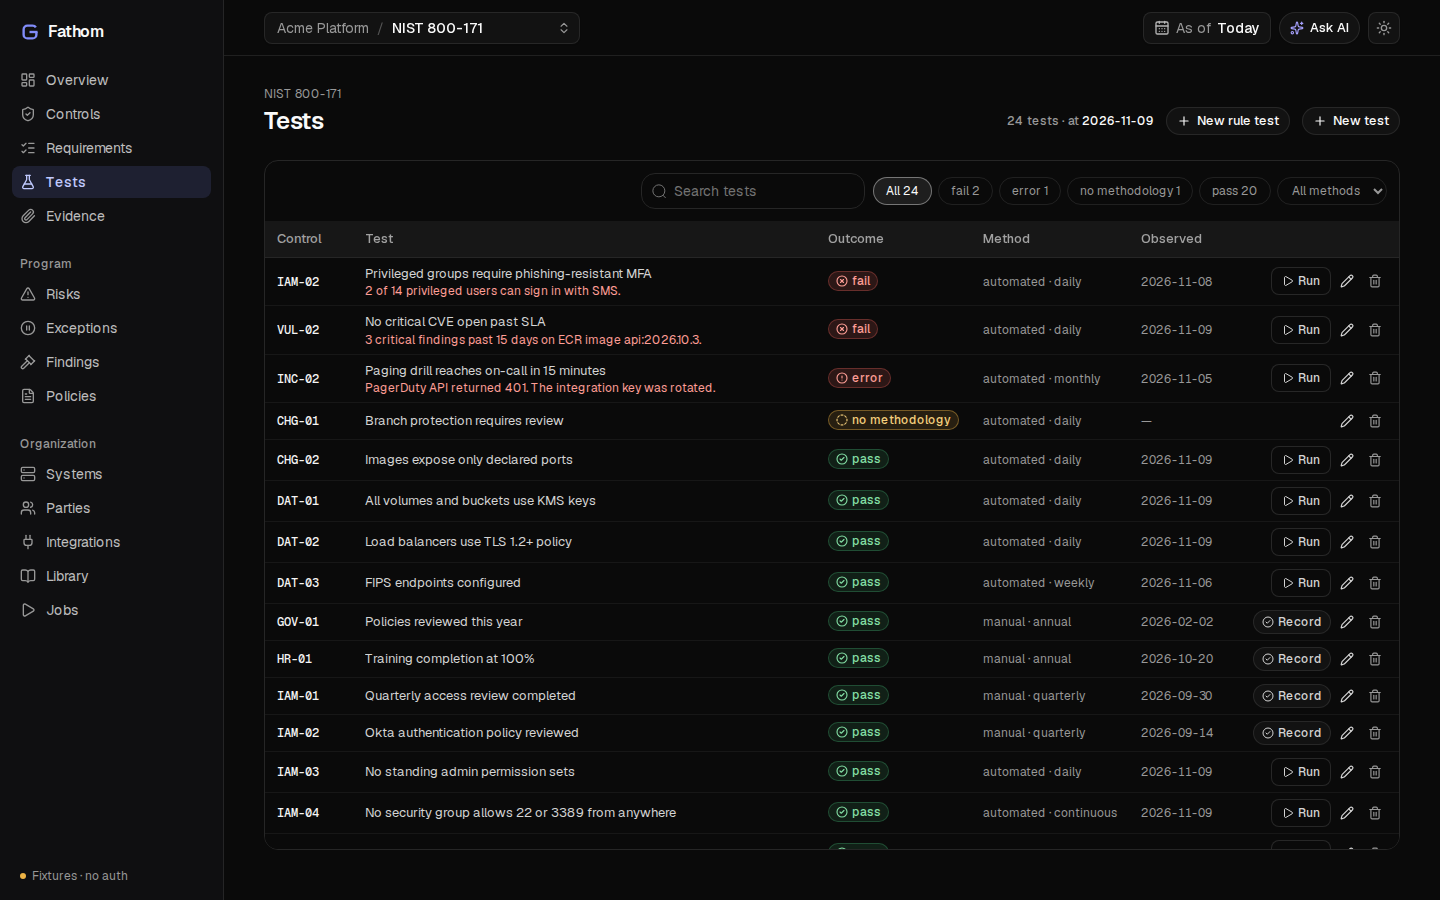 Fathom
Overview
Controls
Requirements
Tests
Evidence
Program
Risks
Exceptions
Findings
Policies
Organization
Systems
Parties
Integrations
Library
Jobs
Fixtures · no auth
Acme Platform / NIST 800-171
As of Today
Ask AI
NIST 800-171
Tests
24 tests · at 2026-11-09
New rule test
New test
Search tests
All 24
fail 2
error 1
no methodology 1
pass 20
All methods
Control Test Outcome Method Observed
IAM-02 Privileged groups require phishing-resistant MFA fail automated · daily 2026-11-08 Run
2 of 14 privileged users can sign in with SMS.
VUL-02 No critical CVE open past SLA fail automated · daily 2026-11-09 Run
3 critical findings past 15 days on ECR image api:2026.10.3.
INC-02 Paging drill reaches on-call in 15 minutes error automated · monthly 2026-11-05 Run
PagerDuty API returned 401. The integration key was rotated.
CHG-01 Branch protection requires review no methodology automated · daily —
CHG-02 Images expose only declared ports pass automated · daily 2026-11-09 Run
DAT-01 All volumes and buckets use KMS keys pass automated · daily 2026-11-09 Run
DAT-02 Load balancers use TLS 1.2+ policy pass automated · daily 2026-11-09 Run
DAT-03 FIPS endpoints configured pass automated · weekly 2026-11-06 Run
GOV-01 Policies reviewed this year pass manual · annual 2026-02-02 Record
HR-01 Training completion at 100% pass manual · annual 2026-10-20 Record
IAM-01 Quarterly access review completed pass manual · quarterly 2026-09-30 Record
IAM-02 Okta authentication policy reviewed pass manual · quarterly 2026-09-14 Record
IAM-03 No standing admin permission sets pass automated · daily 2026-11-09 Run
IAM-04 No security group allows 22 or 3389 from anywhere pass automated · continuous 2026-11-09 Run